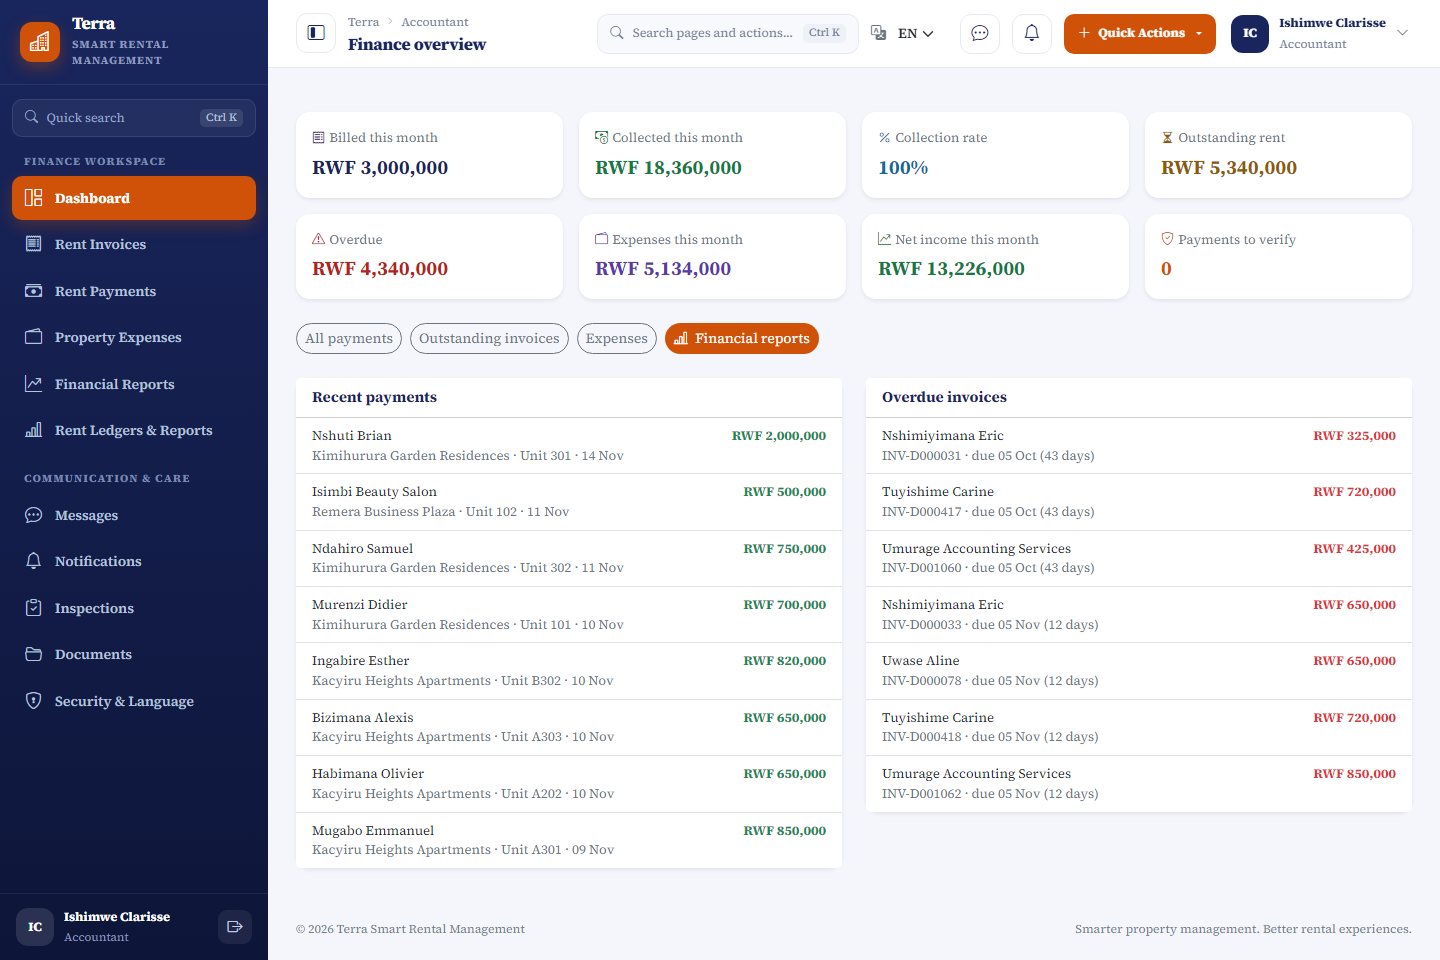 Terra
SMART RENTAL
MANAGEMENT
Quick search
Ctrl K
FINANCE WORKSPACE
Dashboard
Rent Invoices
Rent Payments
Property Expenses
Financial Reports
Rent Ledgers & Reports
COMMUNICATION & CARE
Messages
Notifications
Inspections
Documents
Security & Language
IC
Ishimwe Clarisse
Accountant
Terra > Accountant
Finance overview
Search pages and actions... Ctrl K
EN
+ Quick Actions
IC
Ishimwe Clarisse
Accountant
Billed this month
RWF 3,000,000
Collected this month
RWF 18,360,000
Collection rate
100%
Outstanding rent
RWF 5,340,000
Overdue
RWF 4,340,000
Expenses this month
RWF 5,134,000
Net income this month
RWF 13,226,000
Payments to verify
0
All payments
Outstanding invoices
Expenses
Financial reports
Recent payments
Nshuti Brian RWF 2,000,000
Kimihurura Garden Residences · Unit 301 · 14 Nov
Isimbi Beauty Salon RWF 500,000
Remera Business Plaza · Unit 102 · 11 Nov
Ndahiro Samuel RWF 750,000
Kimihurura Garden Residences · Unit 302 · 11 Nov
Murenzi Didier RWF 700,000
Kimihurura Garden Residences · Unit 101 · 10 Nov
Ingabire Esther RWF 820,000
Kacyiru Heights Apartments · Unit B302 · 10 Nov
Bizimana Alexis RWF 650,000
Kacyiru Heights Apartments · Unit A303 · 10 Nov
Habimana Olivier RWF 650,000
Kacyiru Heights Apartments · Unit A202 · 10 Nov
Mugabo Emmanuel RWF 850,000
Kacyiru Heights Apartments · Unit A301 · 09 Nov
Overdue invoices
Nshimiyimana Eric RWF 325,000
INV-D000031 · due 05 Oct (43 days)
Tuyishime Carine RWF 720,000
INV-D000417 · due 05 Oct (43 days)
Umurage Accounting Services RWF 425,000
INV-D001060 · due 05 Oct (43 days)
Nshimiyimana Eric RWF 650,000
INV-D000033 · due 05 Nov (12 days)
Uwase Aline RWF 650,000
INV-D000078 · due 05 Nov (12 days)
Tuyishime Carine RWF 720,000
INV-D000418 · due 05 Nov (12 days)
Umurage Accounting Services RWF 850,000
INV-D001062 · due 05 Nov (12 days)
© 2026 Terra Smart Rental Management
Smarter property management. Better rental experiences.